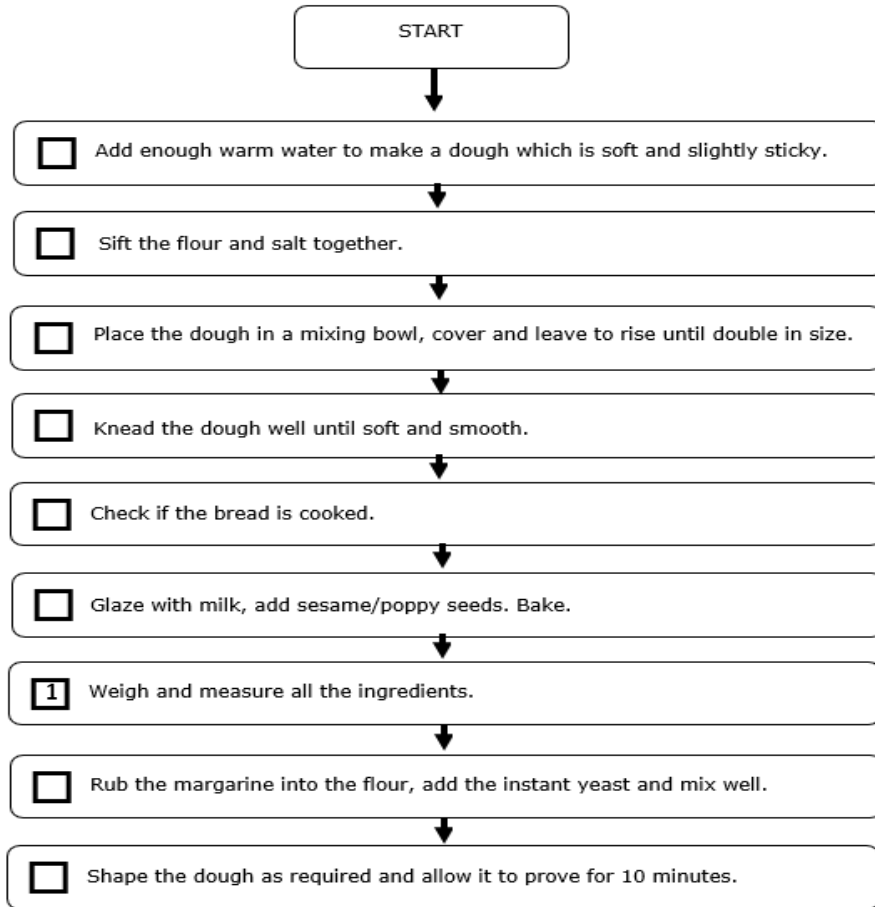 START
Add enough warm water to make a dough which is soft and slightly sticky.
Sift the flour and salt together.
Place the dough in a mixing bowl, cover and leave to rise until double in size.
Knead the dough well until soft and smooth.
Check if the bread is cooked.
Glaze with milk, add sesame/poppy seeds. Bake.
1 Weigh and measure all the ingredients.
Rub the margarine into the flour, add the instant yeast and mix well.
Shape the dough as required and allow it to prove for 10 minutes.